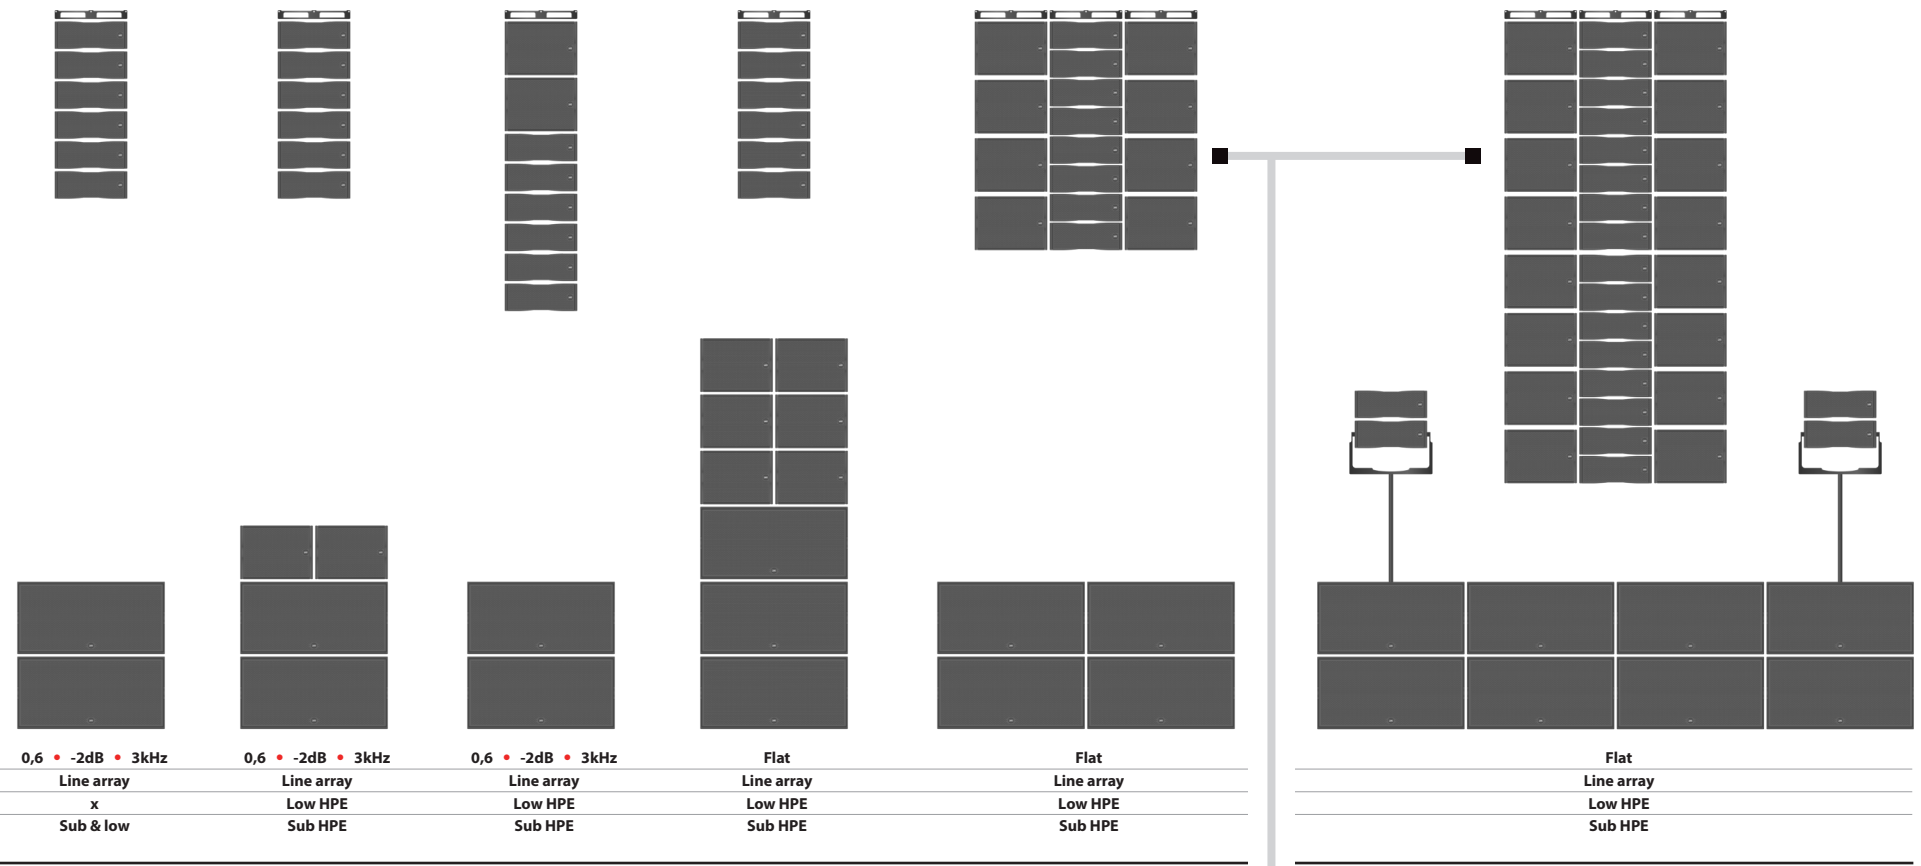 0,6 • -2dB • 3kHz 0,6 • -2dB • 3kHz 0,6 • -2dB • 3kHz Flat Flat Flat
Line array Line array Line array Line array Line array Line array
x Low HPE Low HPE Low HPE Low HPE Low HPE
Sub & low Sub HPE Sub HPE Sub HPE Sub HPE Sub HPE